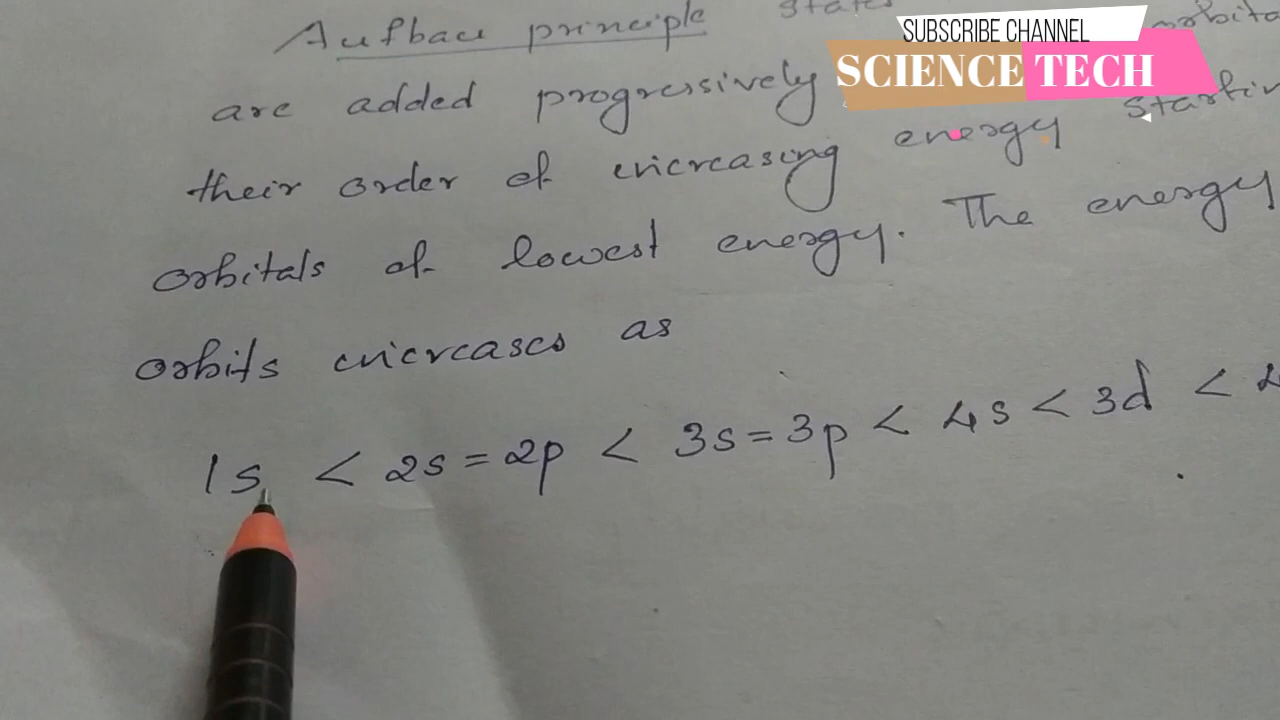 Aufbau principle states
SUBSCRIBE CHANNEL
SCIENCE TECH
are added progressively
their order of increasing energy
orbitals of lowest energy. The energy
orbits increases as
1s < 2s = 2p < 3s = 3p < 4s < 3d <